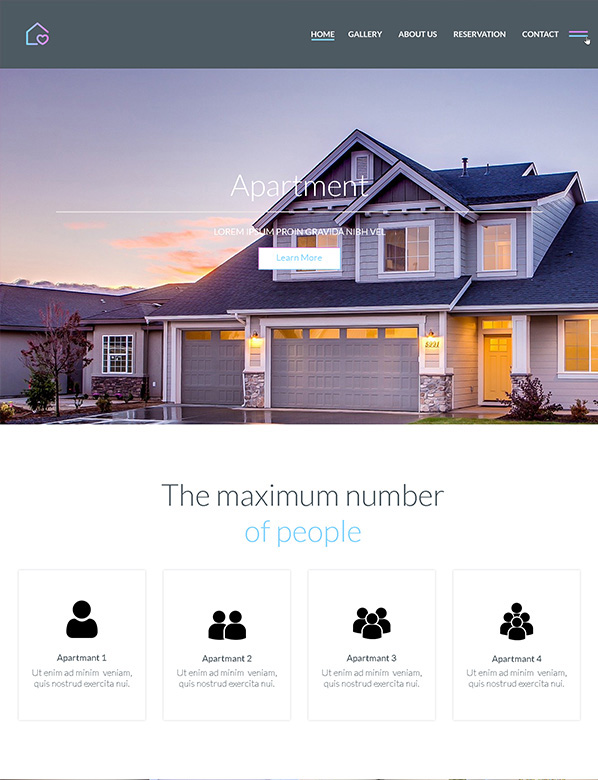 HOME GALLERY ABOUT US RESERVATION CONTACT
Apartment
LOREM IPSUM PROIN GRAVIDA NIBH VEL
Learn More
5221
The maximum number
of people
Apartmant 1
Ut enim ad minim veniam,
quis nostrud exercita nui.
Apartmant 2
Ut enim ad minim veniam,
quis nostrud exercita nui.
Apartmant 3
Ut enim ad minim veniam,
quis nostrud exercita nui.
Apartmant 4
Ut enim ad minim veniam,
quis nostrud exercita nui.